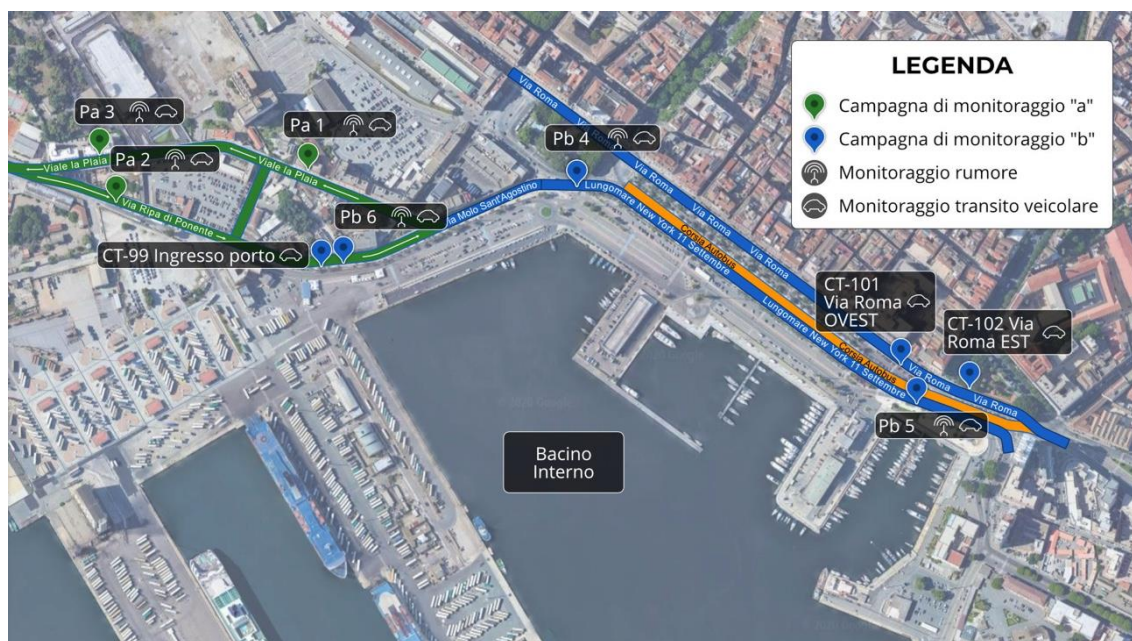 LEGENDA
Campagna di monitoraggio "a"
Campagna di monitoraggio "b"
Monitoraggio rumore
Monitoraggio transito veicolare
Via Roma
Via Roma
Pa 3
Pa 1
Pb 4
Via Roma
Viale la Plaia
Pa 2
Viale la Plaia
Via Roma
Via Ripa di Ponente
Pb 6
Via Molo Sant'Agostino
Lungomare New York 11 Settembre
Corsia Autobus
Via Roma
CT-99 Ingresso porto
Via Roma
CT-101
Via Roma
OVEST
CT-102 Via
Roma EST
Lungomare New York 11 Settembre
Corsia Autobus
Via Roma
Via Roma
Pb 5
Bacino
Interno